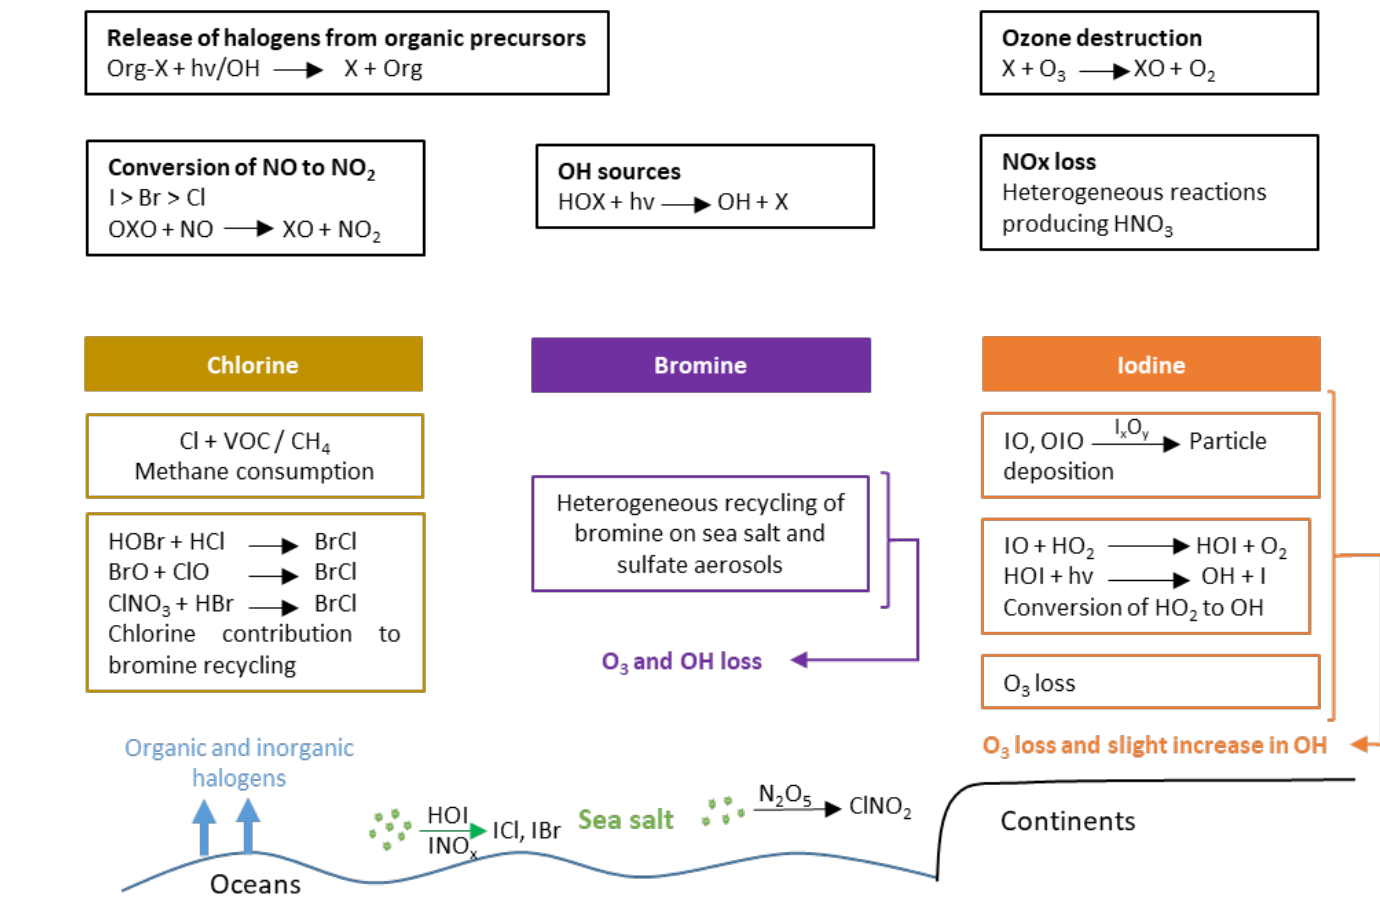 Release of halogens from organic precursors
Org-X + hν/OH ⟶ X + Org
Ozone destruction
X + O₃ ⟶ XO + O₂
Conversion of NO to NO₂
I > Br > Cl
OXO + NO ⟶ XO + NO₂
OH sources
HOX + hν ⟶ OH + X
NOx loss
Heterogeneous reactions
producing HNO₃
Chlorine
Bromine
Iodine
Cl + VOC / CH₄
Methane consumption
HOBr + HCl ⟶ BrCl
BrO + ClO ⟶ BrCl
ClNO₃ + HBr ⟶ BrCl
Chlorine contribution to
bromine recycling
Heterogeneous recycling of
bromine on sea salt and
sulfate aerosols
O₃ and OH loss
IₓOᵧ
IO, OIO ⟶ Particle
deposition
IO + HO₂ ⟶ HOI + O₂
HOI + hν ⟶ OH + I
Conversion of HO₂ to OH
O₃ loss
O₃ loss and slight increase in OH
Organic and inorganic
halogens
HOI
INOₓ
ICl, IBr
Sea salt
N₂O₅
ClNO₂
Oceans
Continents